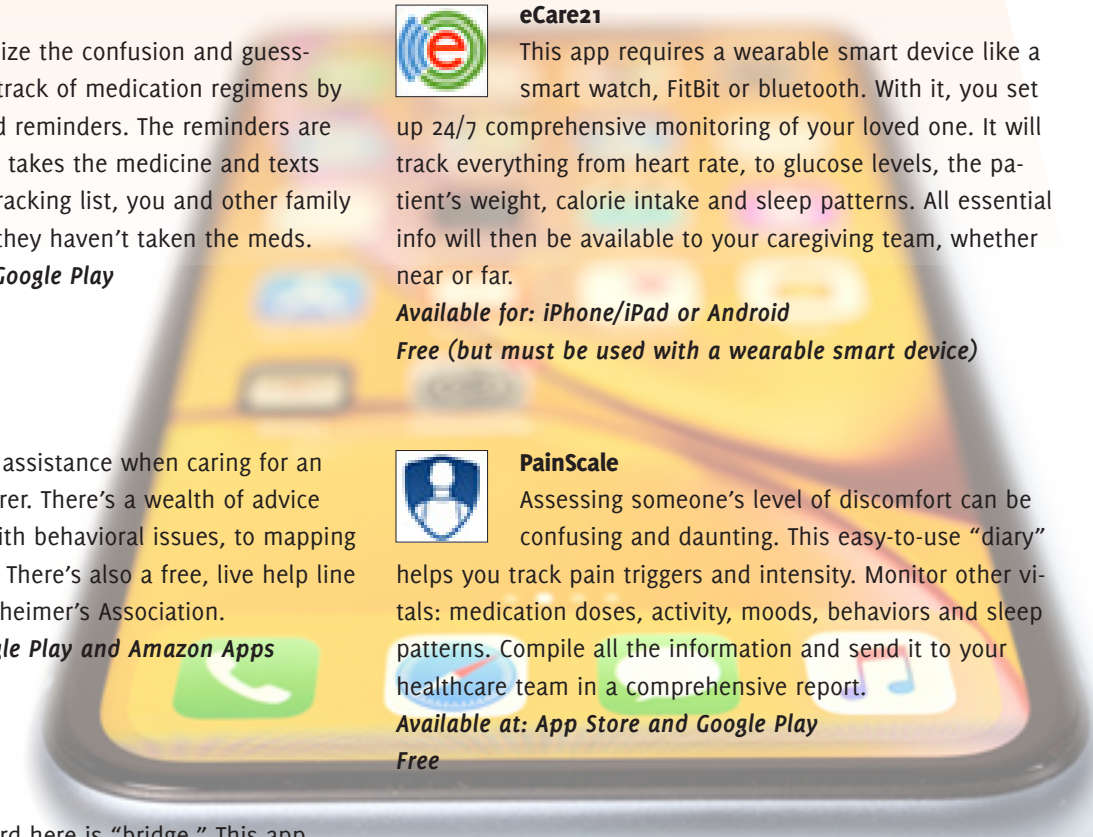 ize the confusion and guess-
track of medication regimens by
d reminders. The reminders are
takes the medicine and texts
racking list, you and other family
they haven't taken the meds.
Google Play
assistance when caring for an
rer. There's a wealth of advice
ith behavioral issues, to mapping
There's also a free, live help line
heimer's Association.
le Play and Amazon Apps
rd here is "bridge." This app
e
eCare21
This app requires a wearable smart device like a
smart watch, FitBit or bluetooth. With it, you set
up 24/7 comprehensive monitoring of your loved one. It will
track everything from heart rate, to glucose levels, the pa-
tient's weight, calorie intake and sleep patterns. All essential
info will then be available to your caregiving team, whether
near or far.
Available for: iPhone/iPad or Android
Free (but must be used with a wearable smart device)
PainScale
Assessing someone's level of discomfort can be
confusing and daunting. This easy-to-use “diary”
helps you track pain triggers and intensity. Monitor other vi-
tals: medication doses, activity, moods, behaviors and sleep
patterns. Compile all the information and send it to your
healthcare team in a comprehensive report.
Available at: App Store and Google Play
Free